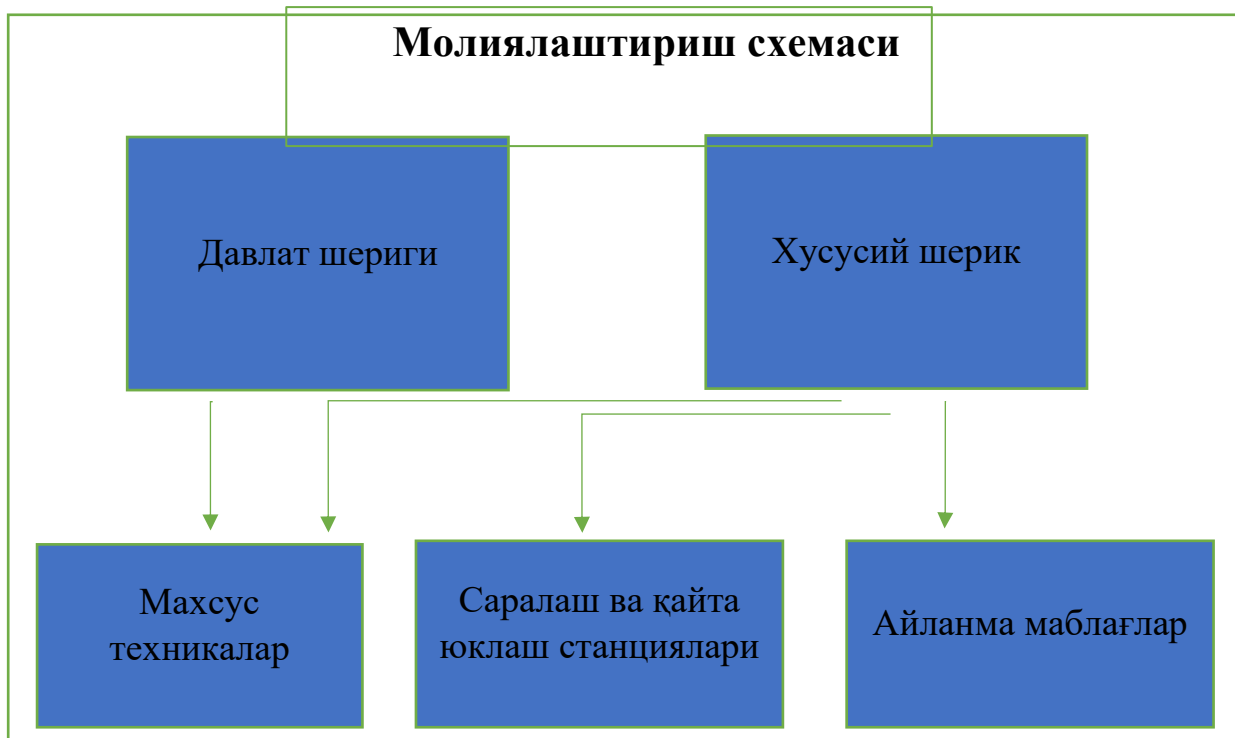 Молиялаштириш схемаси
Давлат шериги
Хусусий шерик
Махсус
техникалар
Саралаш ва қайта
юклаш станциялари
Айланма маблағлар